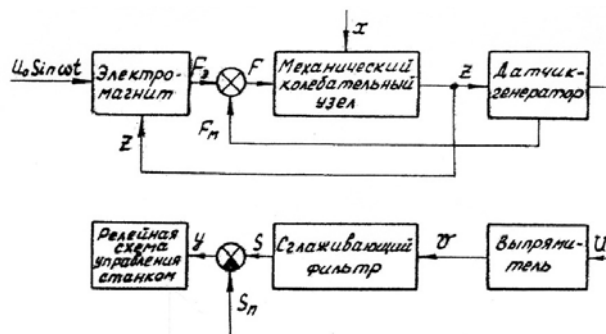 x
U₀Sinωt
Электро-
магнит
Fэ
F
Механический
колебательный
узел
Z
Датчик-
генератор
Z
Fм
Релейная
схема
управления
станком
y
S
Сглаживающий
фильтр
v
Выпрями-
тель
U
Sп